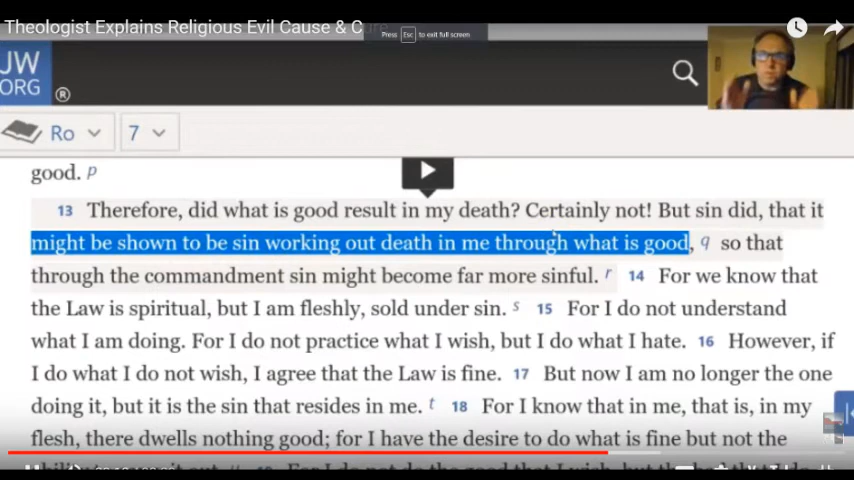 Theologist Explains Religious Evil Cause & C
Press Esc to exit full screen
JW
ORG ®
Ro 7
good. p
13 Therefore, did what is good result in my death? Certainly not! But sin did, that it
might be shown to be sin working out death in me through what is good, q so that
through the commandment sin might become far more sinful. r 14 For we know that
the Law is spiritual, but I am fleshly, sold under sin. s 15 For I do not understand
what I am doing. For I do not practice what I wish, but I do what I hate. 16 However, if
I do what I do not wish, I agree that the Law is fine. 17 But now I am no longer the one
doing it, but it is the sin that resides in me. t 18 For I know that in me, that is, in my
flesh, there dwells nothing good; for I have the desire to do what is fine but not the